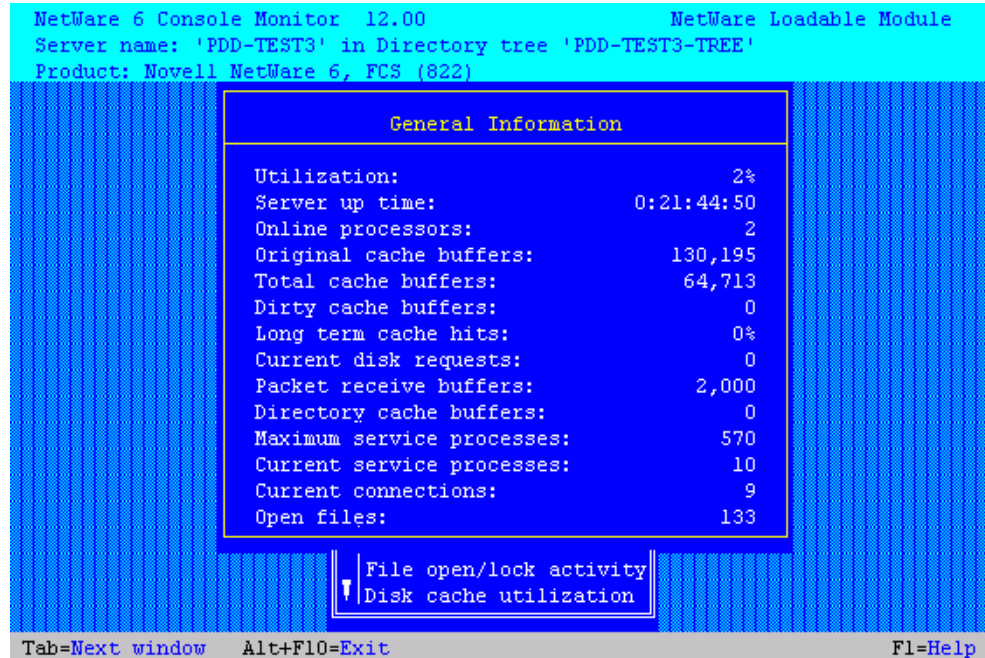 NetWare 6 Console Monitor 12.00 NetWare Loadable Module
Server name: 'PDD-TEST3' in Directory tree 'PDD-TEST3-TREE'
Product: Novell NetWare 6, FCS (822)
General Information
Utilization: 2%
Server up time: 0:21:44:50
Online processors: 2
Original cache buffers: 130,195
Total cache buffers: 64,713
Dirty cache buffers: 0
Long term cache hits: 0%
Current disk requests: 0
Packet receive buffers: 2,000
Directory cache buffers: 0
Maximum service processes: 570
Current service processes: 10
Current connections: 9
Open files: 133
File open/lock activity
Disk cache utilization
Tab=Next window Alt+F10=Exit F1=Help